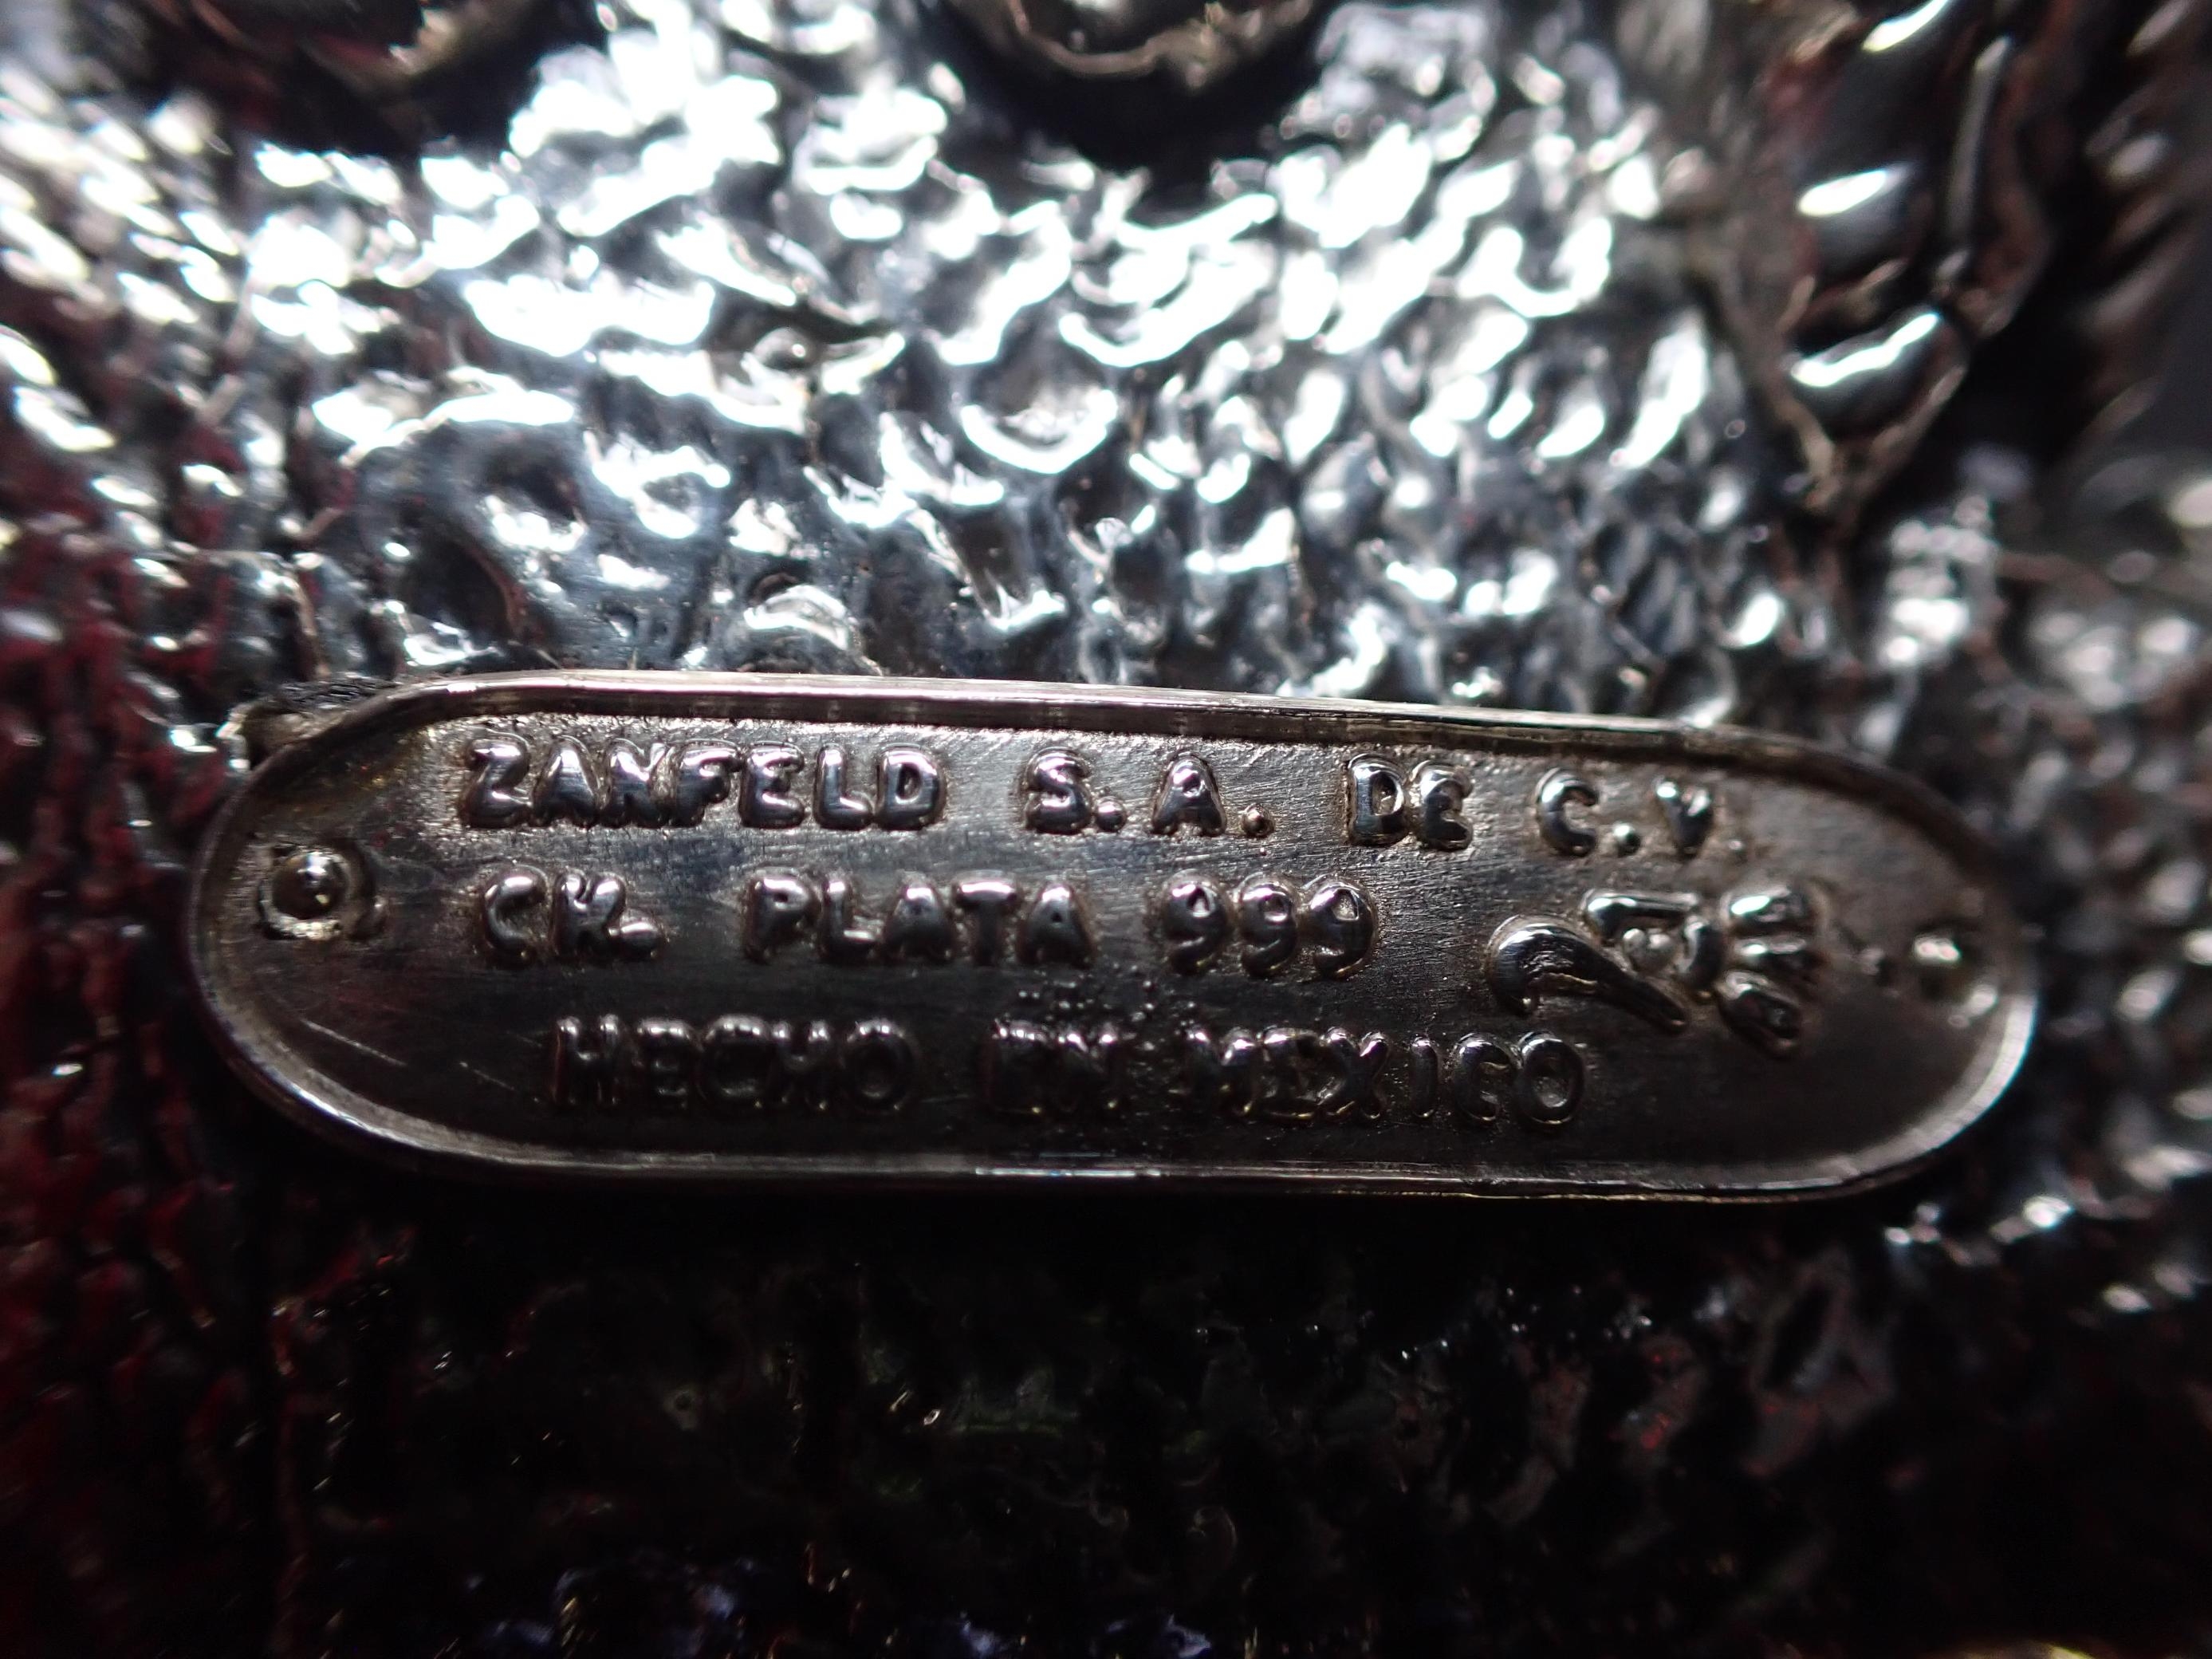 ZANFELD S.A. DE C.V.
CK. PLATA 999
HECHO EN MEXICO